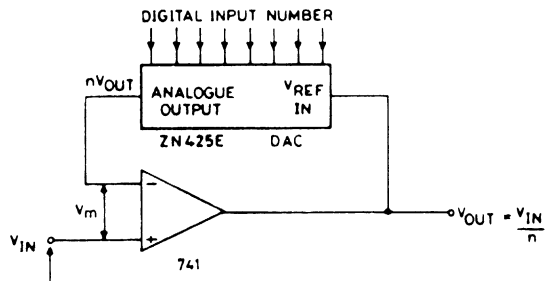 DIGITAL INPUT NUMBER
nVOUT
ANALOGUE OUTPUT
VREF IN
ZN425E DAC
−
Vm
VIN
+
741
VOUT = VIN/n